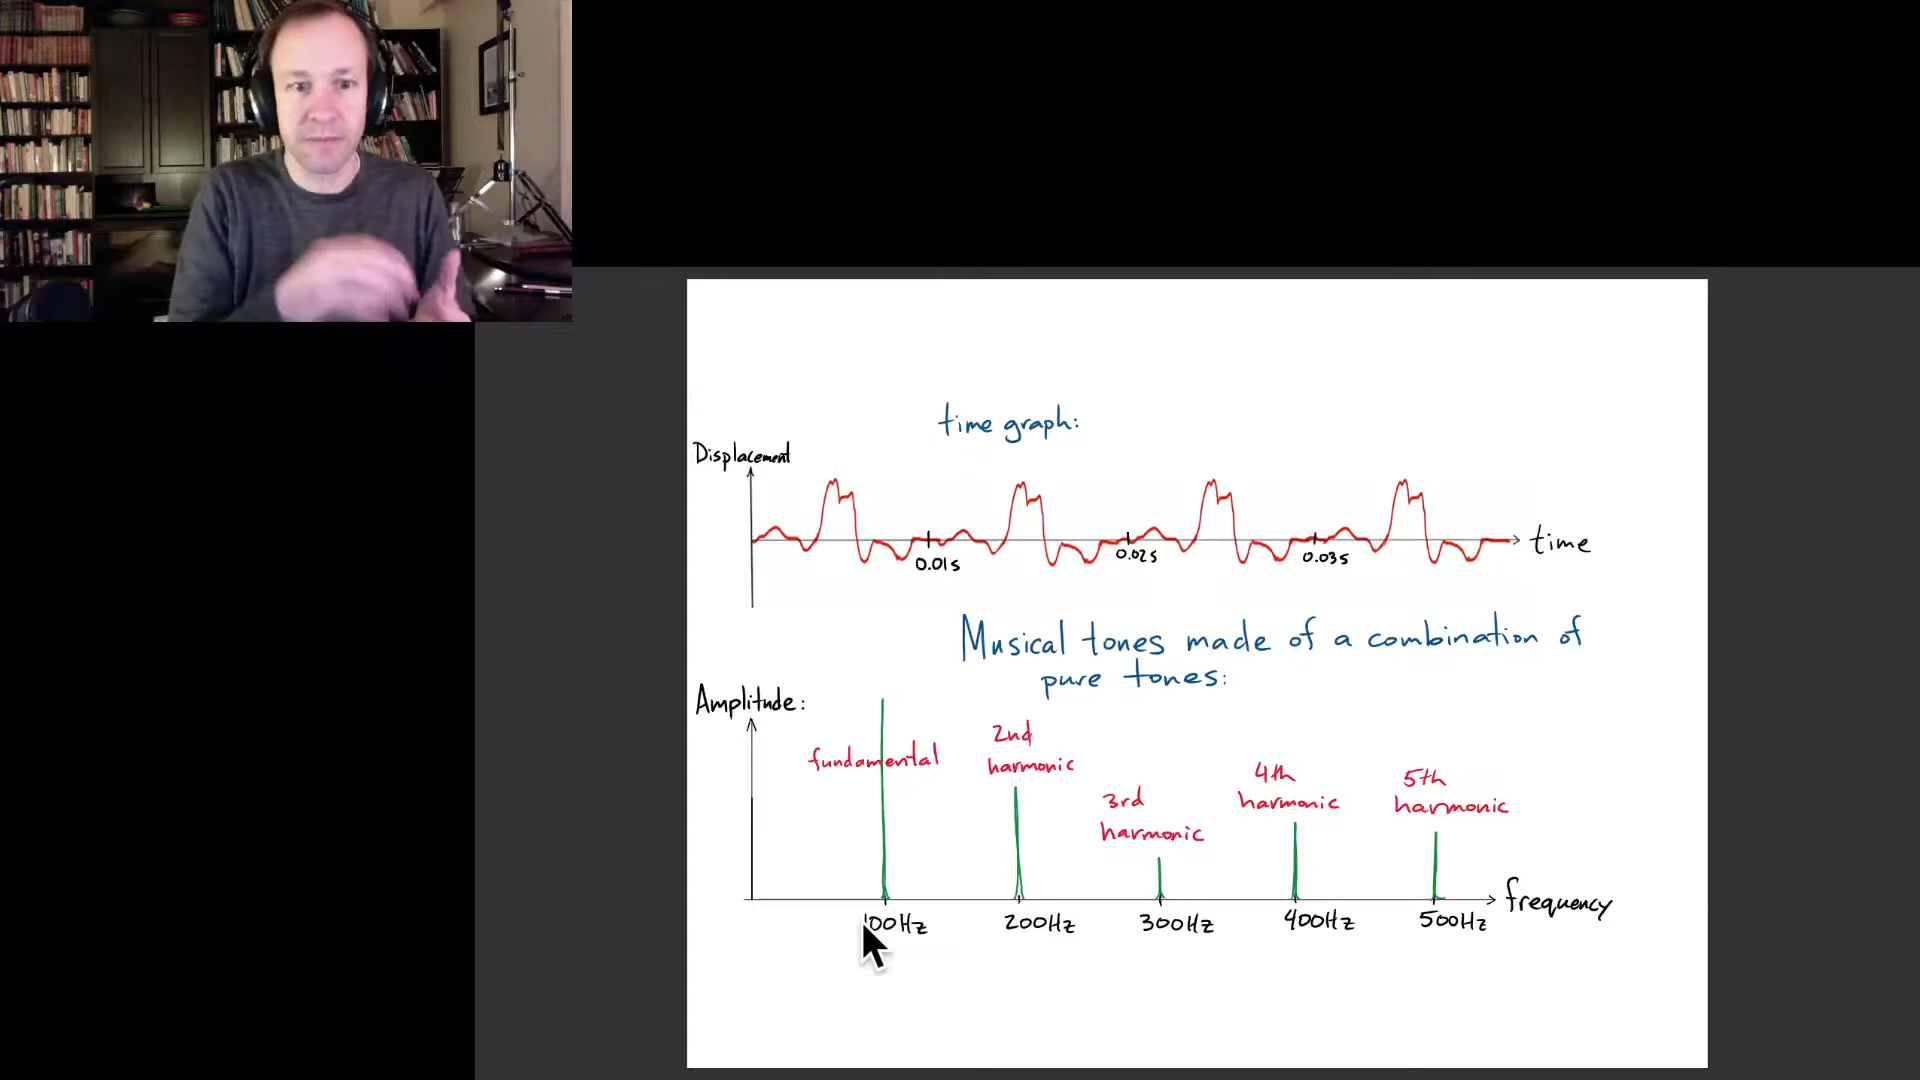 time graph:
Displacement
time
0.01s
0.02s
0.03s
Musical tones made of a combination of
pure tones:
Amplitude:
fundamental
2nd
harmonic
3rd
harmonic
4th
harmonic
5th
harmonic
frequency
100Hz
200Hz
300Hz
400Hz
500Hz